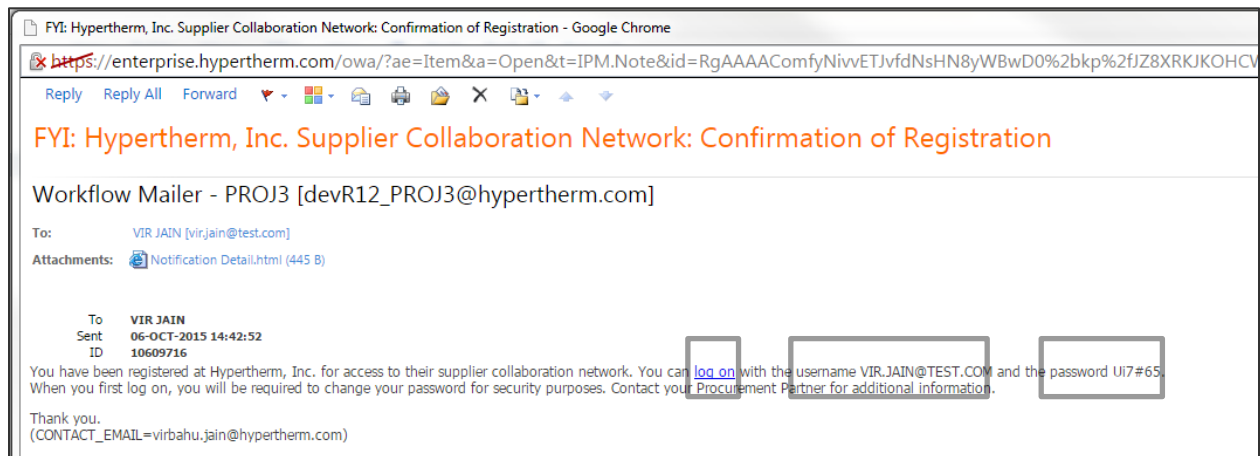 FYI: Hypertherm, Inc. Supplier Collaboration Network: Confirmation of Registration - Google Chrome
https://enterprise.hypertherm.com/owa/?ae=Item&a=Open&t=IPM.Note&id=
Reply Reply All Forward
FYI: Hypertherm, Inc. Supplier Collaboration Network: Confirmation of Registration
Workflow Mailer - PROJ3 [devR12_PROJ3@hypertherm.com]
To: VIR JAIN [vir.jain@test.com]
Attachments: Notification Detail.html (445 B)
To VIR JAIN
Sent 06-OCT-2015 14:42:52
ID 10609716
You have been registered at Hypertherm, Inc. for access to their supplier collaboration network. You can log on with the username VIR.JAIN@TEST.COM and the password Ui7#65.
When you first log on, you will be required to change your password for security purposes. Contact your Procurement Partner for additional information.
Thank you.
(CONTACT_EMAIL=virbahu.jain@hypertherm.com)